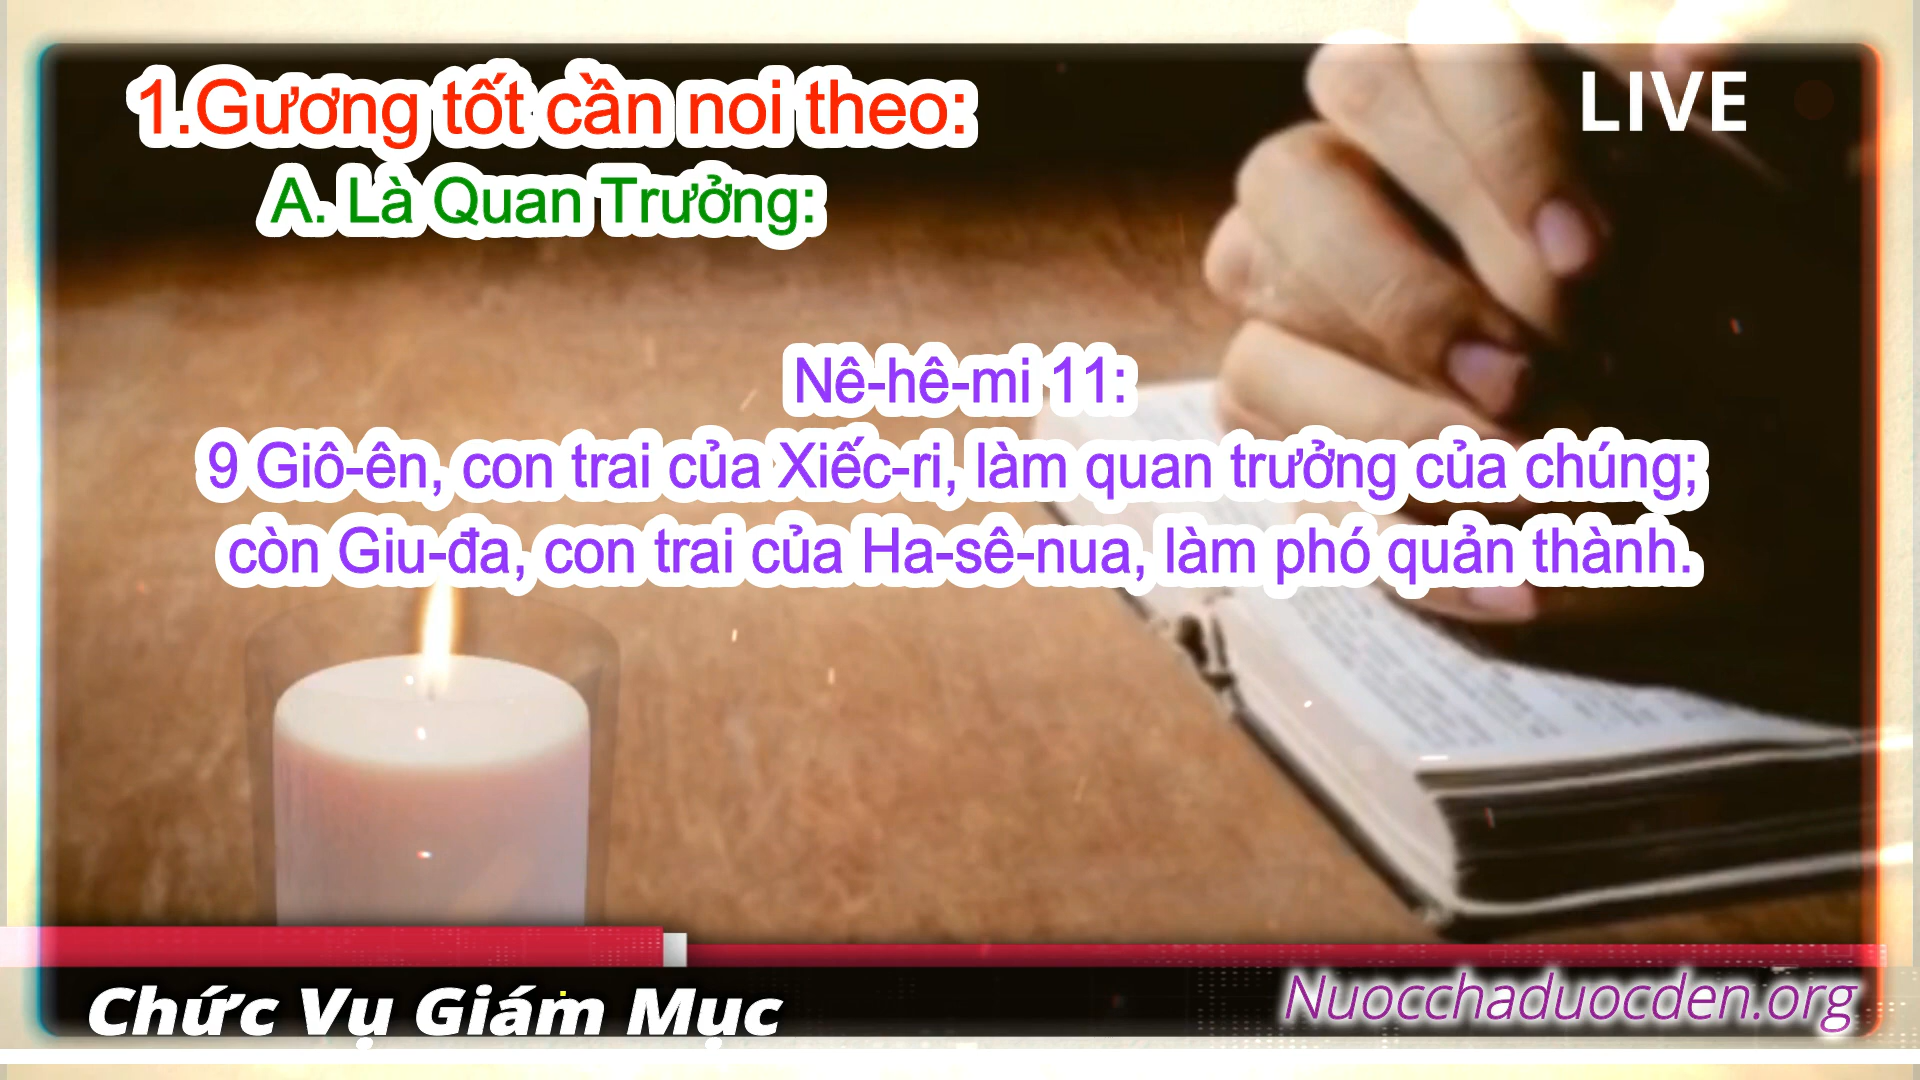 1.Gương tốt cần noi theo:
LIVE
A. Là Quan Trưởng:
Nê-hê-mi 11:
9 Giô-ên, con trai của Xiếc-ri, làm quan trưởng của chúng;
còn Giu-đa, con trai của Ha-sê-nua, làm phó quản thành.
Chức Vụ Giám Mục
Nuocchaduocden.org